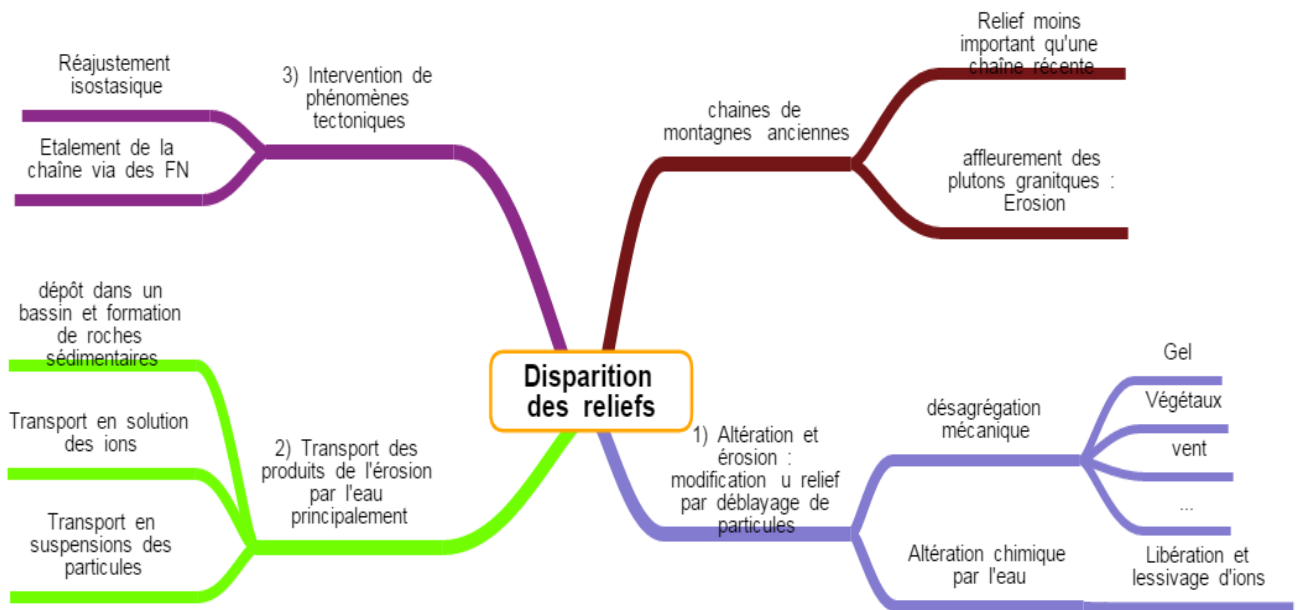 Disparition
des reliefs
chaines de
montagnes anciennes
Relief moins
important qu'une
chaîne récente
affleurement des
plutons granitques :
Erosion
1) Altération et
érosion :
modification u relief
par déblayage de
particules
désagrégation
mécanique
Gel
Végétaux
vent
...
Altération chimique
par l'eau
Libération et
lessivage d'ions
2) Transport des
produits de l'érosion
par l'eau
principalement
dépôt dans un
bassin et formation
de roches
sédimentaires
Transport en solution
des ions
Transport en
suspensions des
particules
3) Intervention de
phénomènes
tectoniques
Réajustement
isostasique
Etalement de la
chaîne via des FN